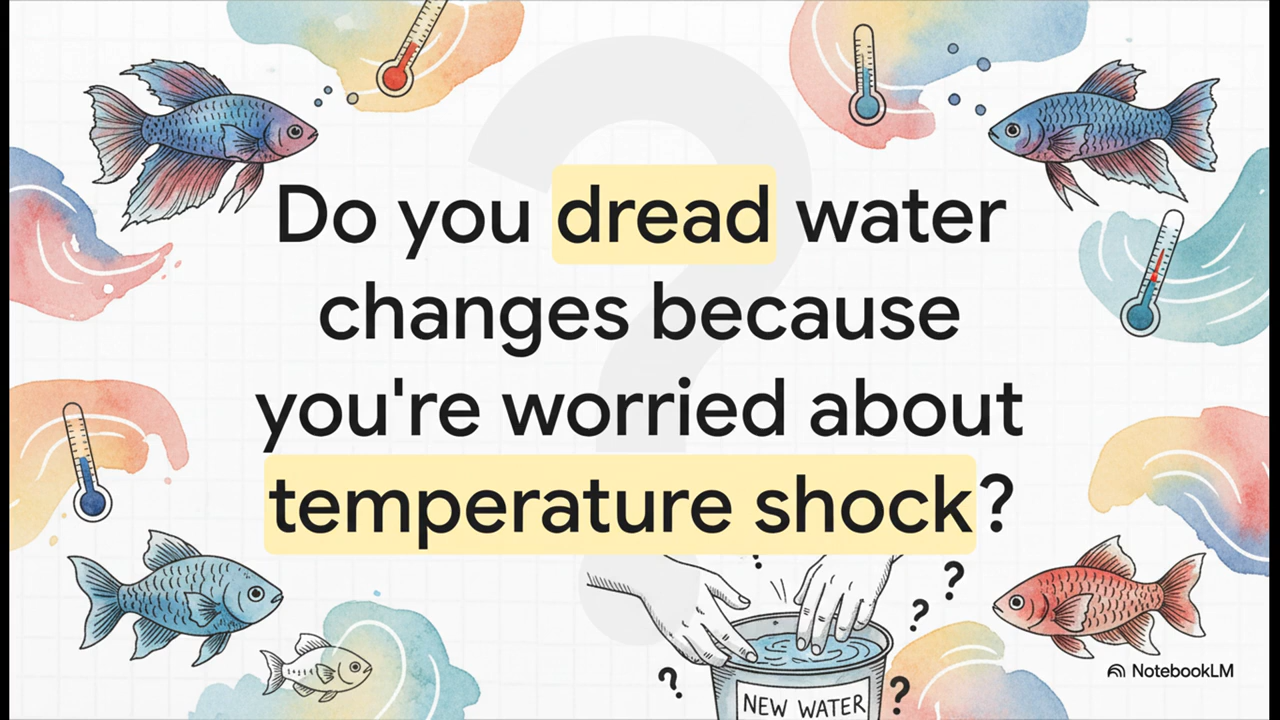 Do you dread water
changes because
you're worried about
temperature shock?
NEW WATER
NotebookLM